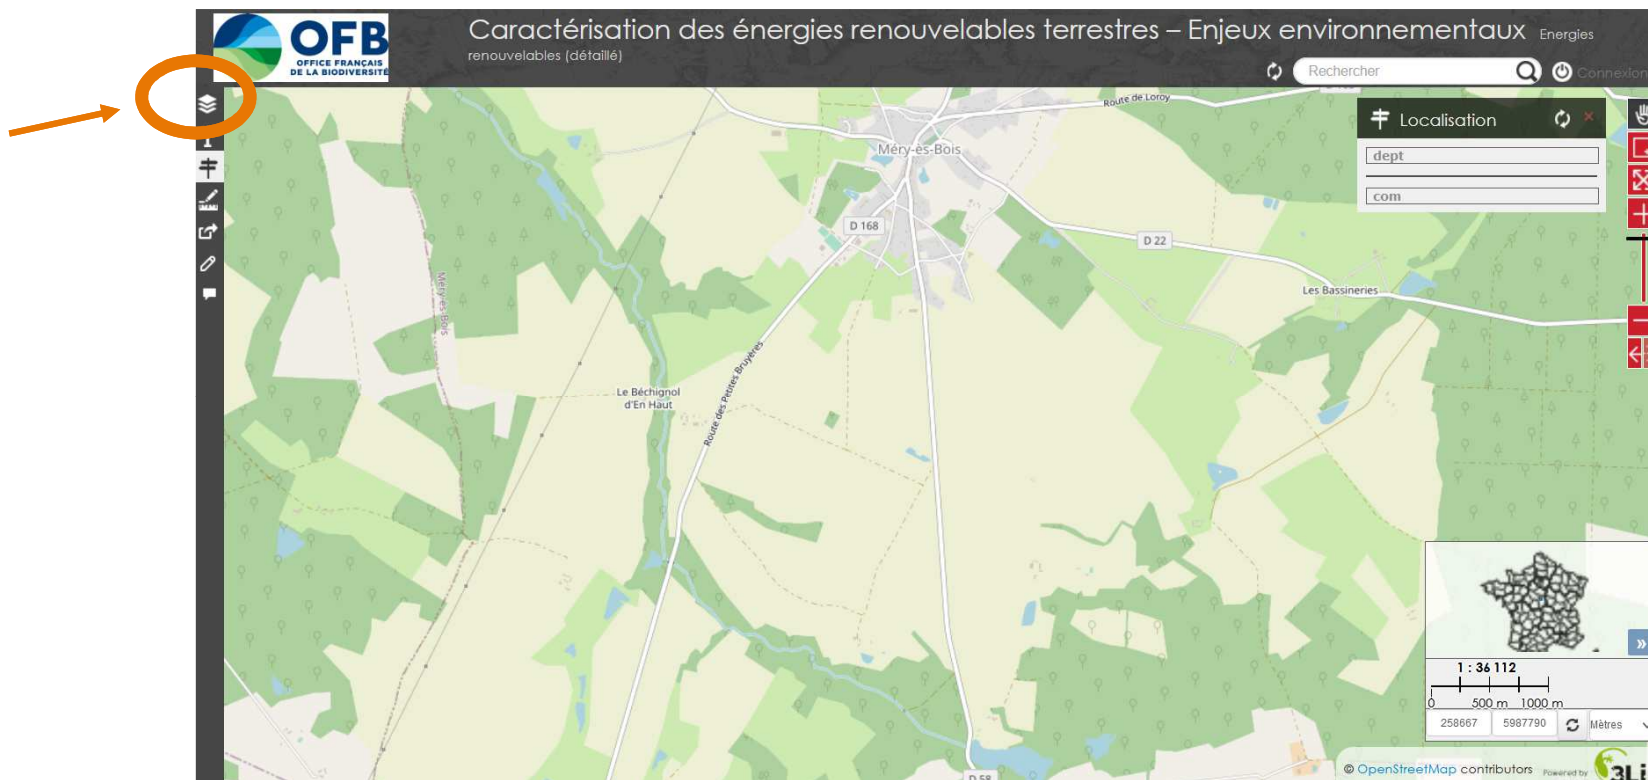 OFB
OFFICE FRANÇAIS
DE LA BIODIVERSITÉ
Caractérisation des énergies renouvelables terrestres – Enjeux environnementaux Energies
renouvelables (détaillé)
Rechercher
Connexion
Route de Loroy
Méry-ès-Bois
Localisation
dept
com
D 168
D 22
Les Bassineries
Méry-ès-Bois
Route des Petites Bruyères
Le Béchignol
d'En Haut
1 : 36 112
0 500 m 1000 m
258667 5987790 Mètres
D 58
© OpenStreetMap contributors Powered by 3Li